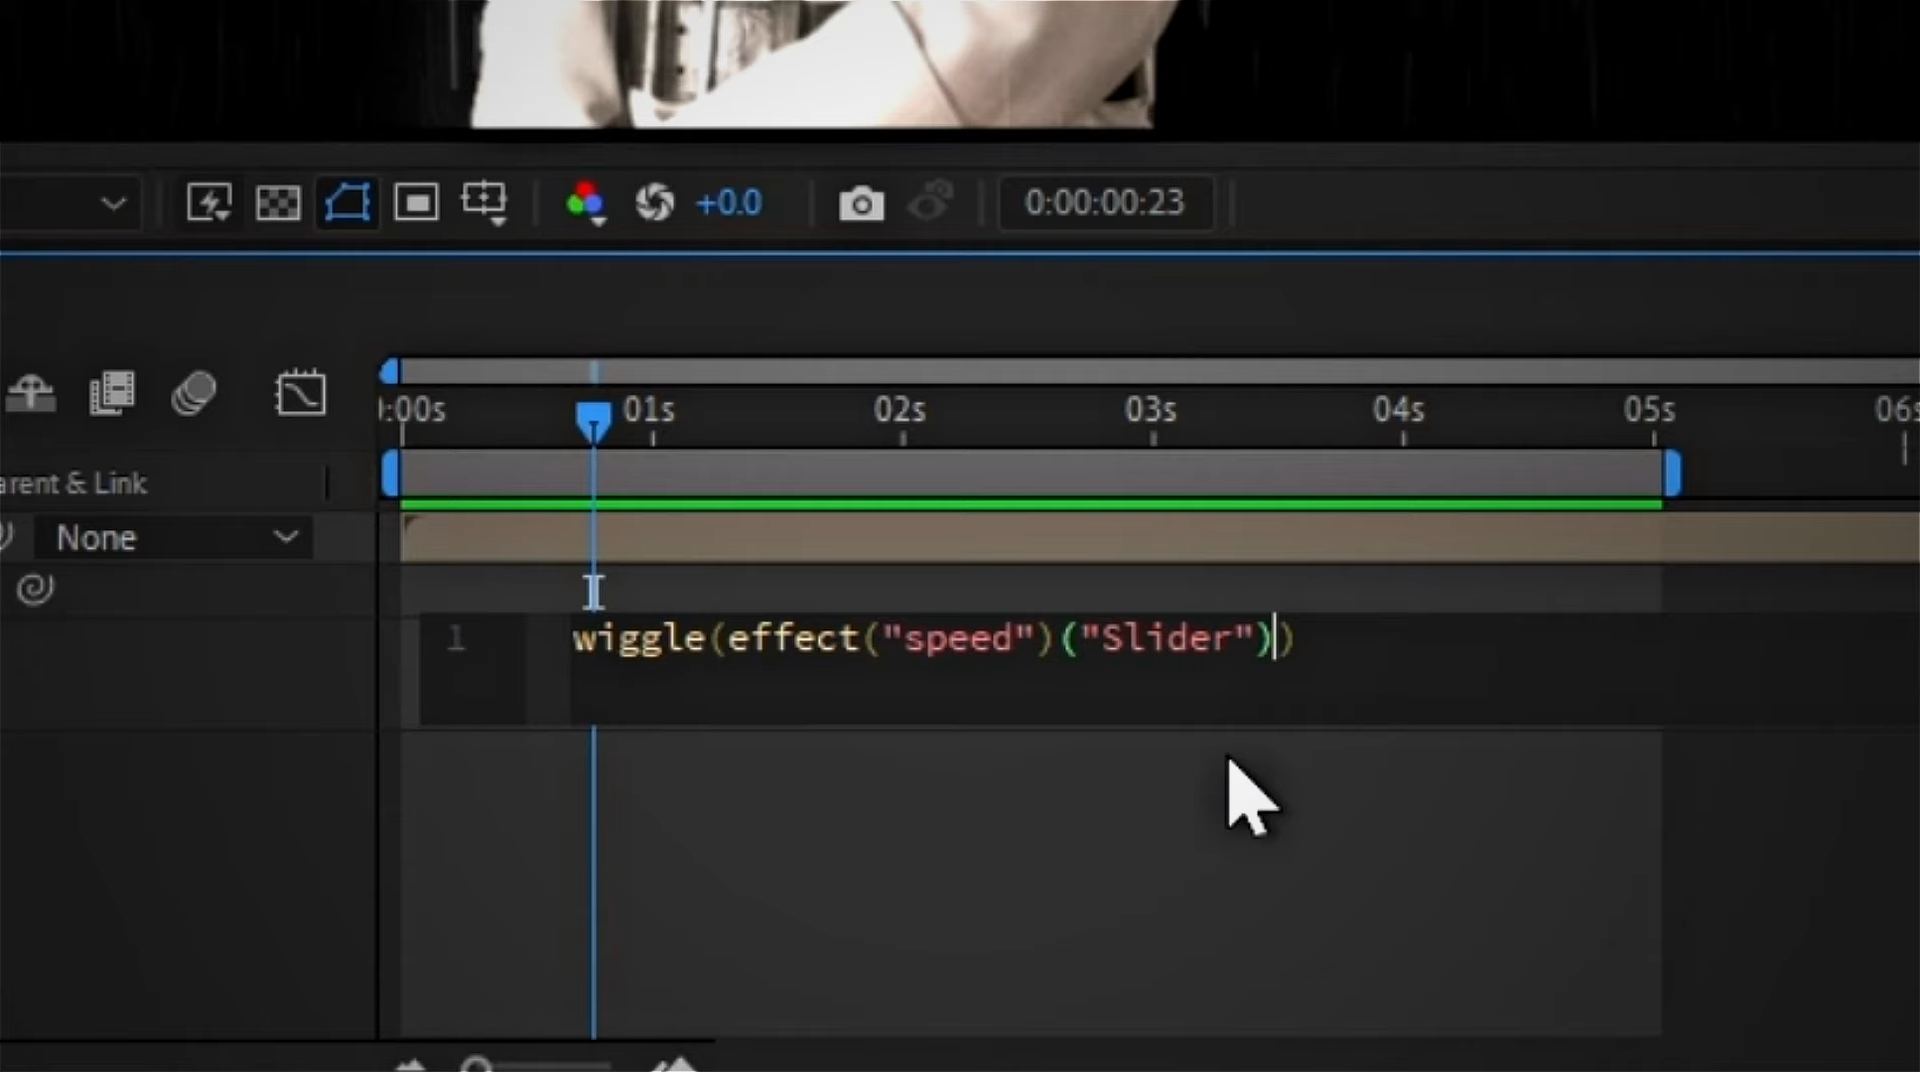 +0.0
0:00:00:23
:00s 01s 02s 03s 04s 05s 06s
arent & Link
None
1 wiggle(effect("speed")("Slider"))